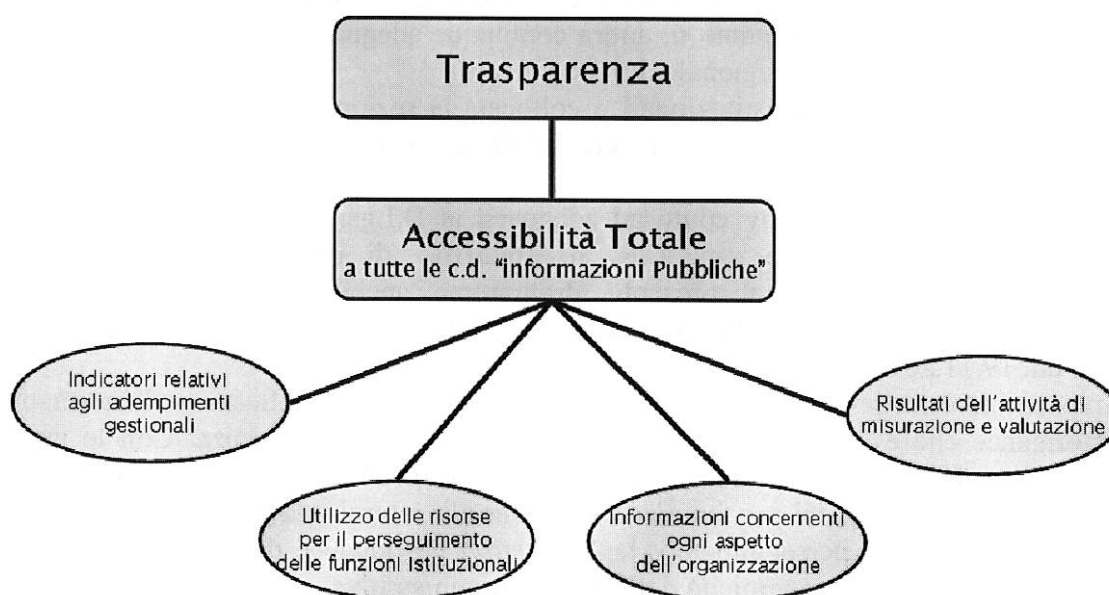 Trasparenza
Accessibilità Totale
a tutte le c.d. "informazioni Pubbliche"
Indicatori relativi
agli adempimenti
gestionali
Utilizzo delle risorse
per il perseguimento
delle funzioni istituzionali
Informazioni concernenti
ogni aspetto
dell'organizzazione
Risultati dell'attività di
misurazione e valutazione